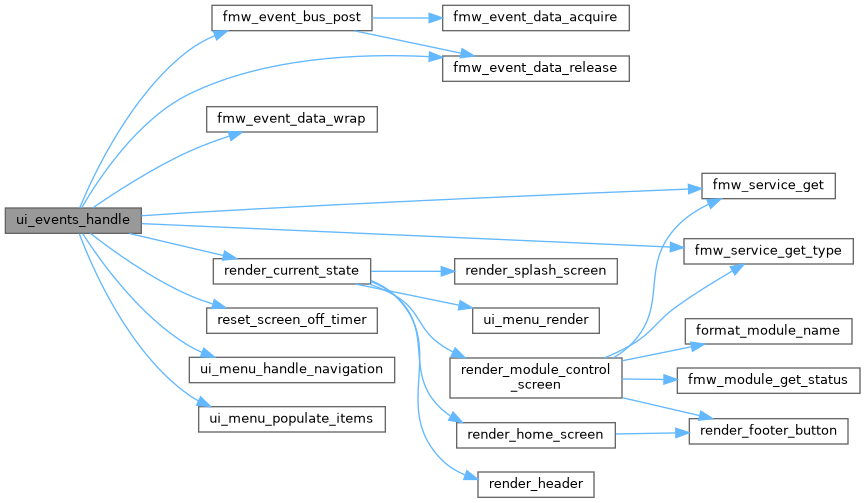 fmw_event_bus_post
fmw_event_data_acquire
fmw_event_data_release
fmw_event_data_wrap
fmw_service_get
ui_events_handle
fmw_service_get_type
render_current_state
render_splash_screen
reset_screen_off_timer
ui_menu_render
format_module_name
ui_menu_handle_navigation
render_module_control
_screen
fmw_module_get_status
ui_menu_populate_items
render_home_screen
render_footer_button
render_header